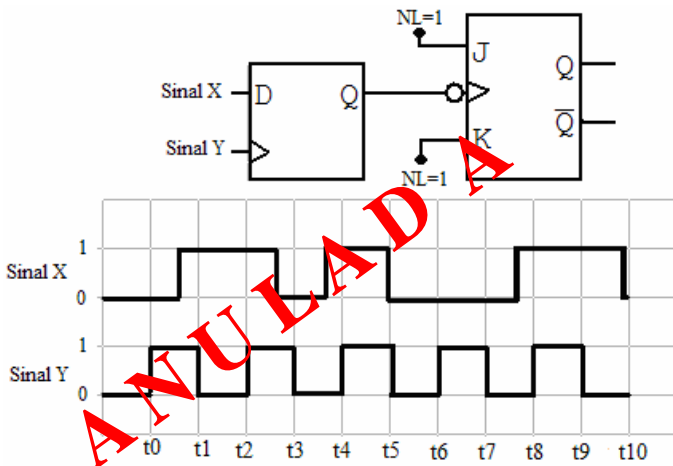 NL=1
J
Q
Sinal X
D
Q
Sinal Y
Q
K
NL=1
ANULADA
1
Sinal X
0
1
Sinal Y
0
t0 t1 t2 t3 t4 t5 t6 t7 t8 t9 t10